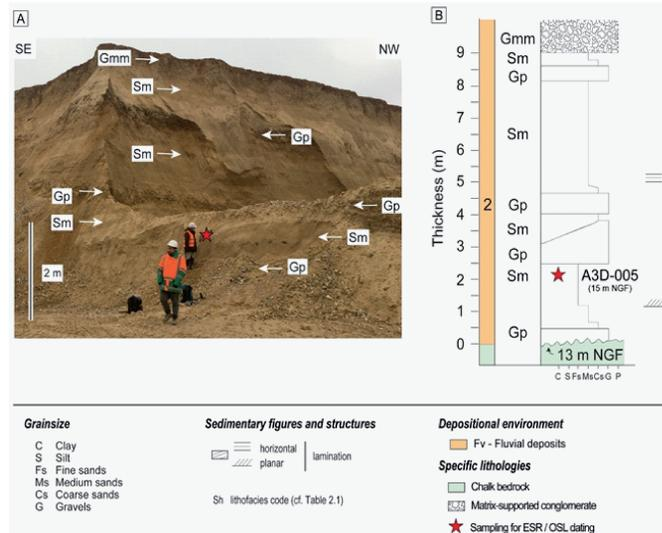 A
B
SE
NW
Gmm
Sm
Gp
Sm
Gp
Gp
Sm
Sm
Gp
2 m
Thickness (m)
9
8
7
6
5
4
3
2
1
0
2
Gmm
Sm
Gp
Sm
Gp
Sm
Gp
Sm
Gp
A3D-005
(15 m NGF)
13 m NGF
C S Fs Ms Cs G P
Grainsize
C Clay
S Silt
Fs Fine sands
Ms Medium sands
Cs Coarse sands
G Gravels
Sedimentary figures and structures
horizontal
planar
lamination
Sh lithofacies code (cf. Table 2.1)
Depositional environment
Fv - Fluvial deposits
Specific lithologies
Chalk bedrock
Matrix-supported conglomerate
Sampling for ESR / OSL dating